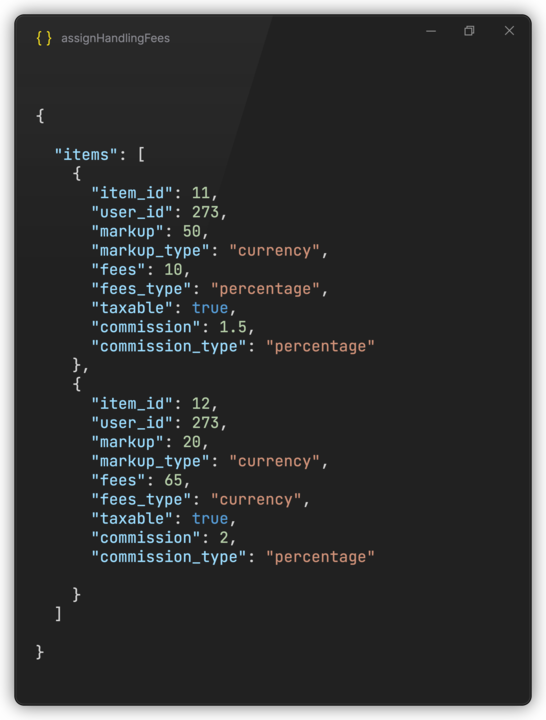 { } assignHandlingFees
{
"items": [
{
"item_id": 11,
"user_id": 273,
"markup": 50,
"markup_type": "currency",
"fees": 10,
"fees_type": "percentage",
"taxable": true,
"commission": 1.5,
"commission_type": "percentage"
},
{
"item_id": 12,
"user_id": 273,
"markup": 20,
"markup_type": "currency",
"fees": 65,
"fees_type": "currency",
"taxable": true,
"commission": 2,
"commission_type": "percentage"
}
]
}